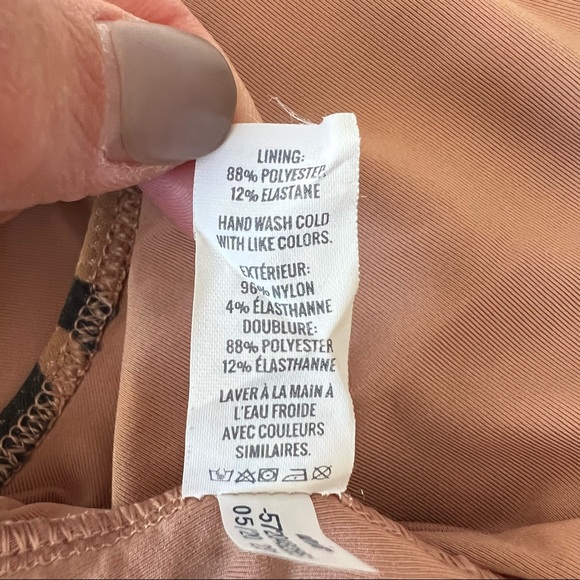 LINING:
88% POLYESTER
12% ELASTANE
HAND WASH COLD
WITH LIKE COLORS.
EXTÉRIEUR:
96% NYLON
4% ÉLASTHANNE
DOUBLURE:
88% POLYESTER
12% ÉLASTHANNE
LAVER À LA MAIN À
L'EAU FROIDE
AVEC COULEURS
SIMILAIRES.